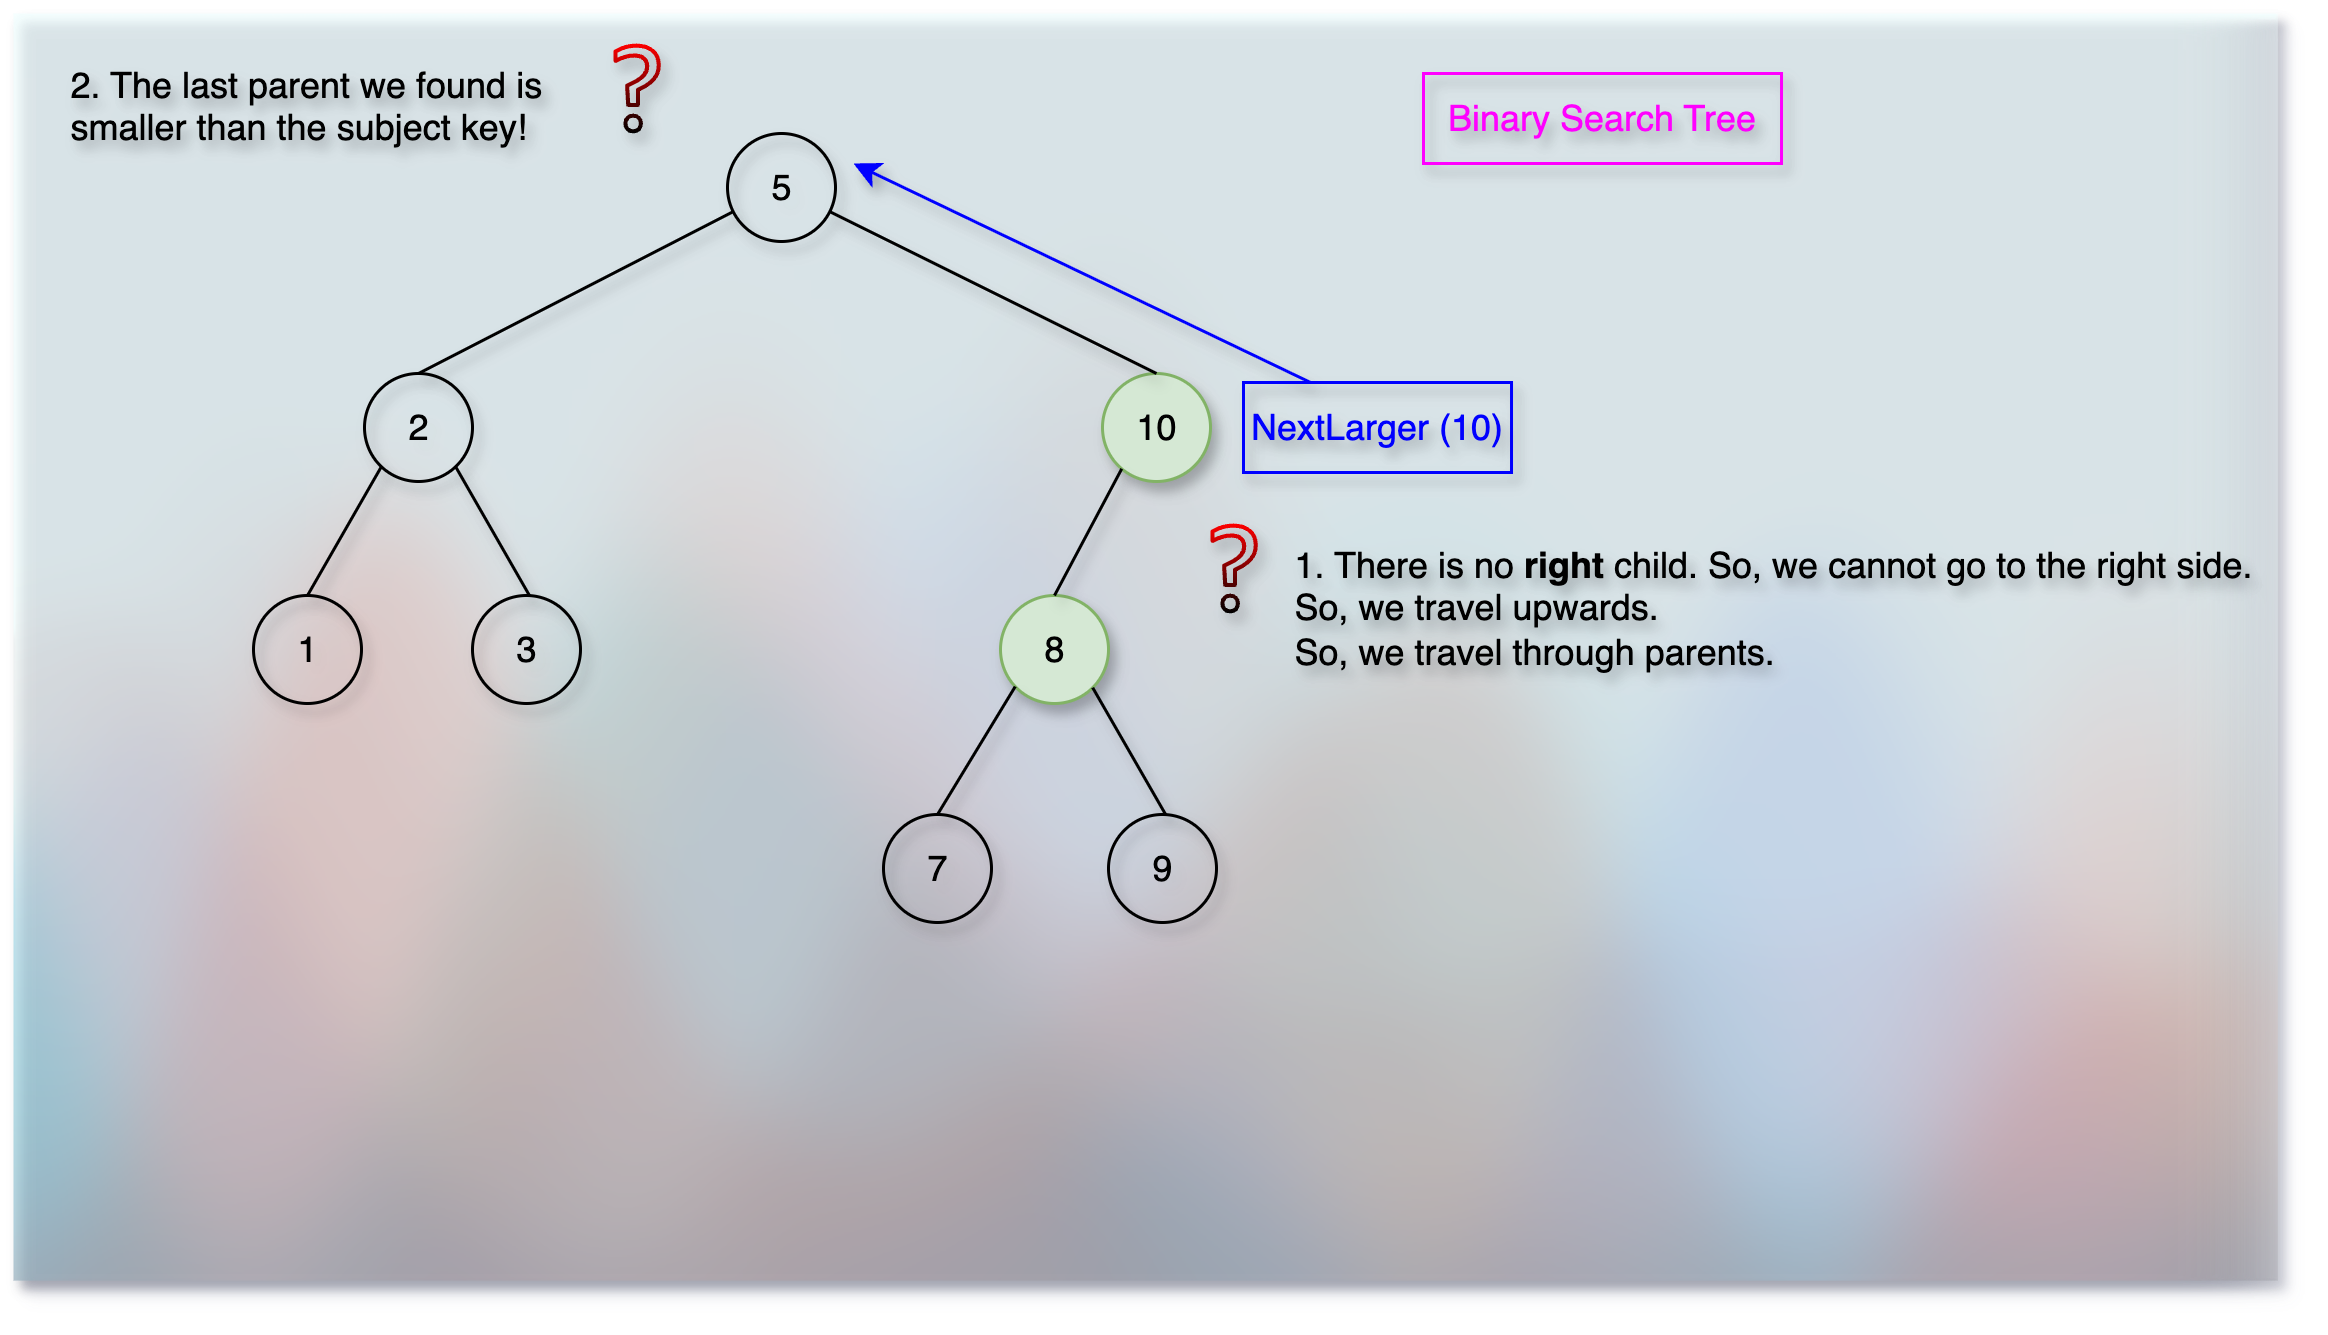 2. The last parent we found is
smaller than the subject key!
?
Binary Search Tree
5
2
10
NextLarger (10)
?
1. There is no right child. So, we cannot go to the right side.
So, we travel upwards.
So, we travel through parents.
1
3
8
7
9